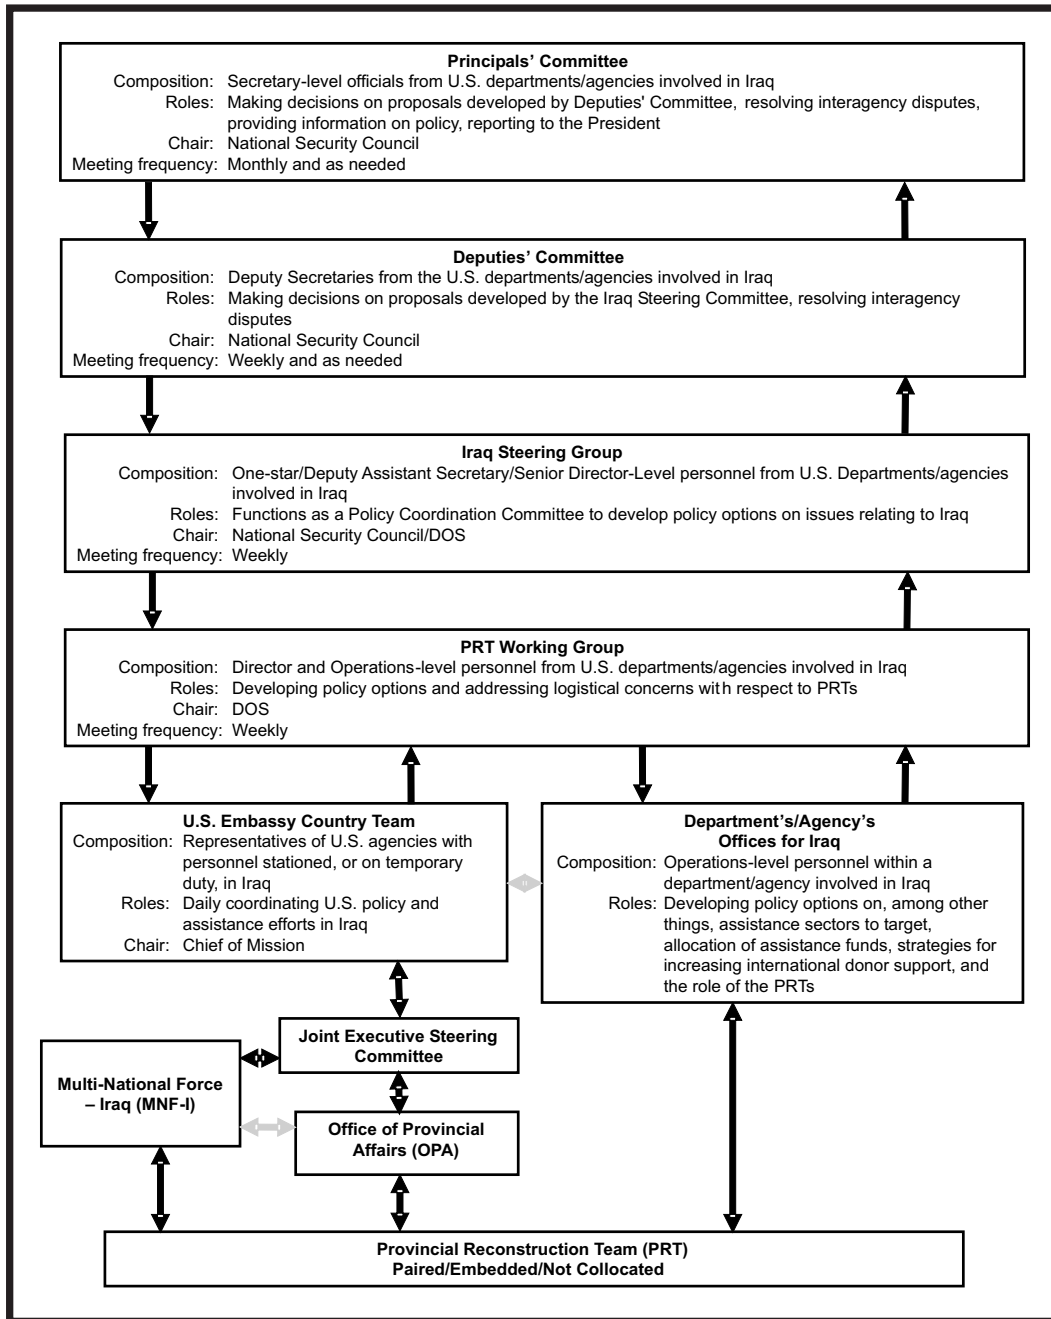 Principals' Committee
Composition: Secretary-level officials from U.S. departments/agencies involved in Iraq
Roles: Making decisions on proposals developed by Deputies' Committee, resolving interagency disputes,
providing information on policy, reporting to the President
Chair: National Security Council
Meeting frequency: Monthly and as needed
Deputies' Committee
Composition: Deputy Secretaries from the U.S. departments/agencies involved in Iraq
Roles: Making decisions on proposals developed by the Iraq Steering Committee, resolving interagency
disputes
Chair: National Security Council
Meeting frequency: Weekly and as needed
Iraq Steering Group
Composition: One-star/Deputy Assistant Secretary/Senior Director-Level personnel from U.S. Departments/agencies
involved in Iraq
Roles: Functions as a Policy Coordination Committee to develop policy options on issues relating to Iraq
Chair: National Security Council/DOS
Meeting frequency: Weekly
PRT Working Group
Composition: Director and Operations-level personnel from U.S. departments/agencies involved in Iraq
Roles: Developing policy options and addressing logistical concerns with respect to PRTs
Chair: DOS
Meeting frequency: Weekly
U.S. Embassy Country Team
Composition: Representatives of U.S. agencies with
personnel stationed, or on temporary
duty, in Iraq
Roles: Daily coordinating U.S. policy and
assistance efforts in Iraq
Chair: Chief of Mission
Department's/Agency's
Offices for Iraq
Composition: Operations-level personnel within a
department/agency involved in Iraq
Roles: Developing policy options on, among other
things, assistance sectors to target,
allocation of assistance funds, strategies for
increasing international donor support, and
the role of the PRTs
Joint Executive Steering
Committee
Multi-National Force
– Iraq (MNF-I)
Office of Provincial
Affairs (OPA)
Provincial Reconstruction Team (PRT)
Paired/Embedded/Not Collocated